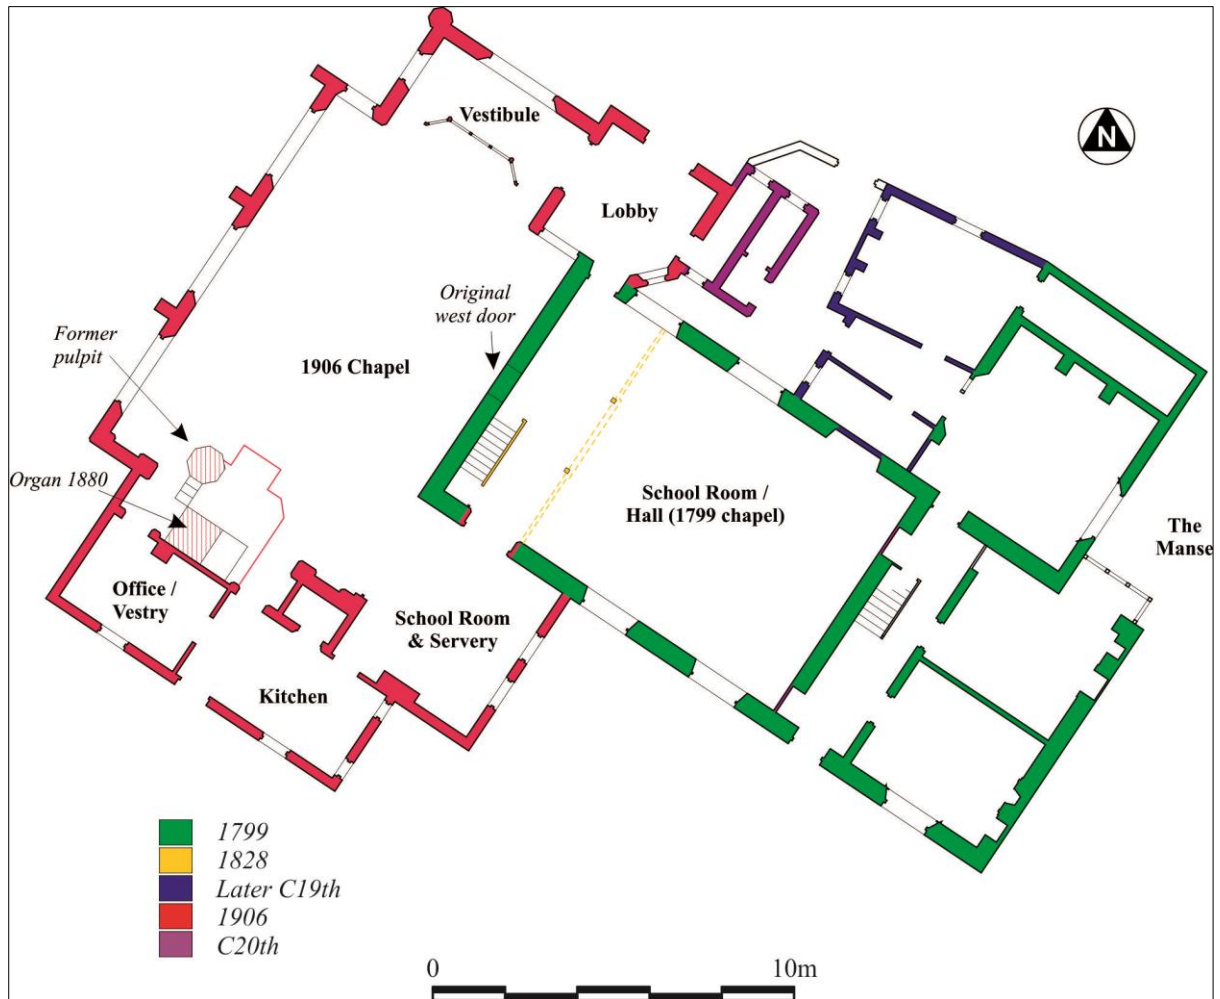 Vestibule
N
Lobby
Original
west door
Former
pulpit
1906 Chapel
Organ 1880
School Room /
Hall (1799 chapel)
The
Manse
Office /
Vestry
School Room
& Servery
Kitchen
1799
1828
Later C19th
1906
C20th
0
10m